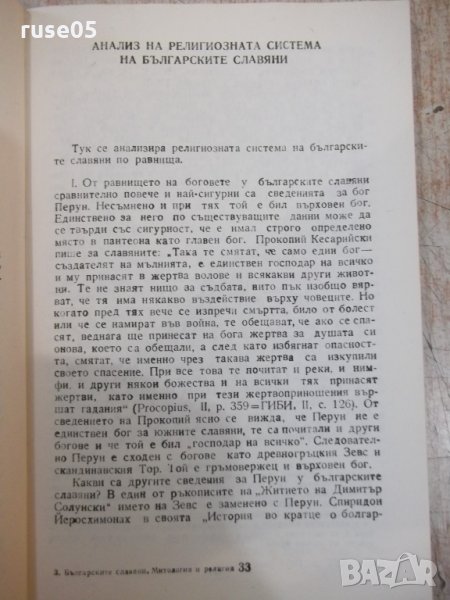 ruse05
АНАЛИЗ НА РЕЛИГИОЗНАТА СИСТЕМА
НА БЪЛГАРСКИТЕ СЛАВЯНИ
Тук се анализира религиозната система на български-
те славяни по равнища.
I. От равнището на боговете у българските славяни
сравнително повече и най-сигурни са сведенията за бог
Перун. Несъмнено и при тях той е бил върховен бог.
Единствено за него по съществуващите данни може да
се твърди със сигурност, че е имал строго определено
място в пантеона като главен бог. Прокопий Кесарийски
пише за славяните: „Така те смятат, че само един бог—
създателят на мълнията, е единствен господар на всичко
и му принасят в жертва волове и всякакви други живот-
ни. Те не знаят нищо за съдбата, нито пък изобщо вяр-
ват, че тя има някакво въздействие върху човеците. Но
когато пред тях вече се изпречи смъртта, било от болест
или че се намират във война, те обещават, че ако се спа-
сят, веднага ще принесат на бога жертва за душата си
онова, което са обещали, а след като избягнат опасност-
та, смятат, че именно чрез такава жертва са изкупили
своето спасение. При все това те почитат и реки, и ним-
фи. и други някои божества и на всички тях принасят
жертви, като именно при тези жертвоприношения вър-
шат гадания“ (Procopius, II, p. 359=ГИБИ. II, с. 126). От
сведението на Прокопий ясно се вижда, че Перун не е
единствен бог за южните славяни, те са почитали и други
богове и че той е бил „господар на всичко“. Следовател-
но Перун е сходен с богове като древногръцкия Зевс и
скандинавския Тор. Той е гръмовержец и върховен бог.
Какви са другите сведения за Перун у българските
славяни? В един от ръкописите на „Житието на Димитър
Солунски“ името на Зевс е заменено с Перун. Спиридон
Йеросхимонах в своята „История во кратце о болгар-
3. Българските славяни. Митология и религия 33
BAZAR